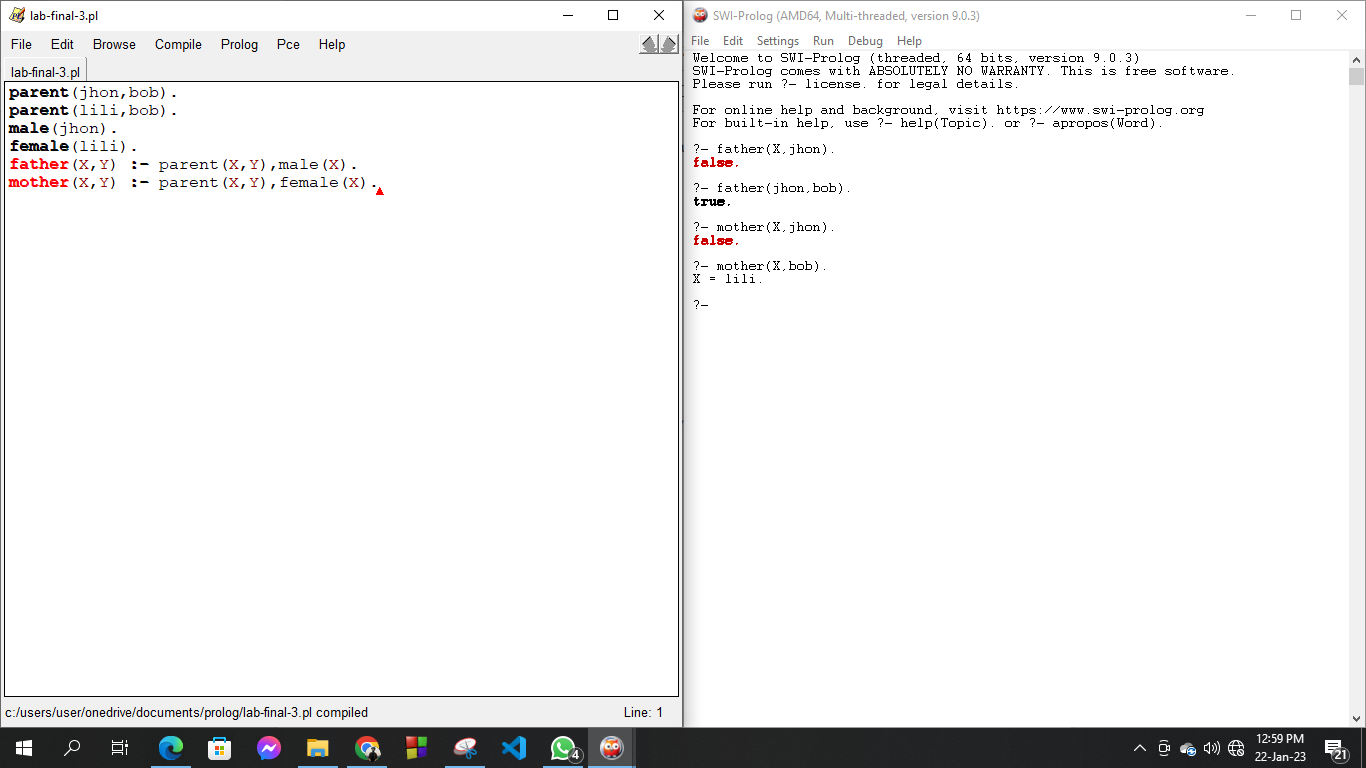 lab-final-3.pl
File Edit Browse Compile Prolog Pce Help
lab-final-3.pl
parent(jhon,bob).
parent(lili,bob).
male(jhon).
female(lili).
father(X,Y) :- parent(X,Y),male(X).
mother(X,Y) :- parent(X,Y),female(X).
c:/users/user/onedrive/documents/prolog/lab-final-3.pl compiled
Line: 1
SWI-Prolog (AMD64, Multi-threaded, version 9.0.3)
File Edit Settings Run Debug Help
Welcome to SWI-Prolog (threaded, 64 bits, version 9.0.3)
SWI-Prolog comes with ABSOLUTELY NO WARRANTY. This is free software.
Please run ?- license. for legal details.
For online help and background, visit https://www.swi-prolog.org
For built-in help, use ?- help(Topic). or ?- apropos(Word).
?- father(X,jhon).
false.
?- father(jhon,bob).
true.
?- mother(X,jhon).
false.
?- mother(X,bob).
X = lili.
?-
4
12:59 PM
22-Jan-23
21